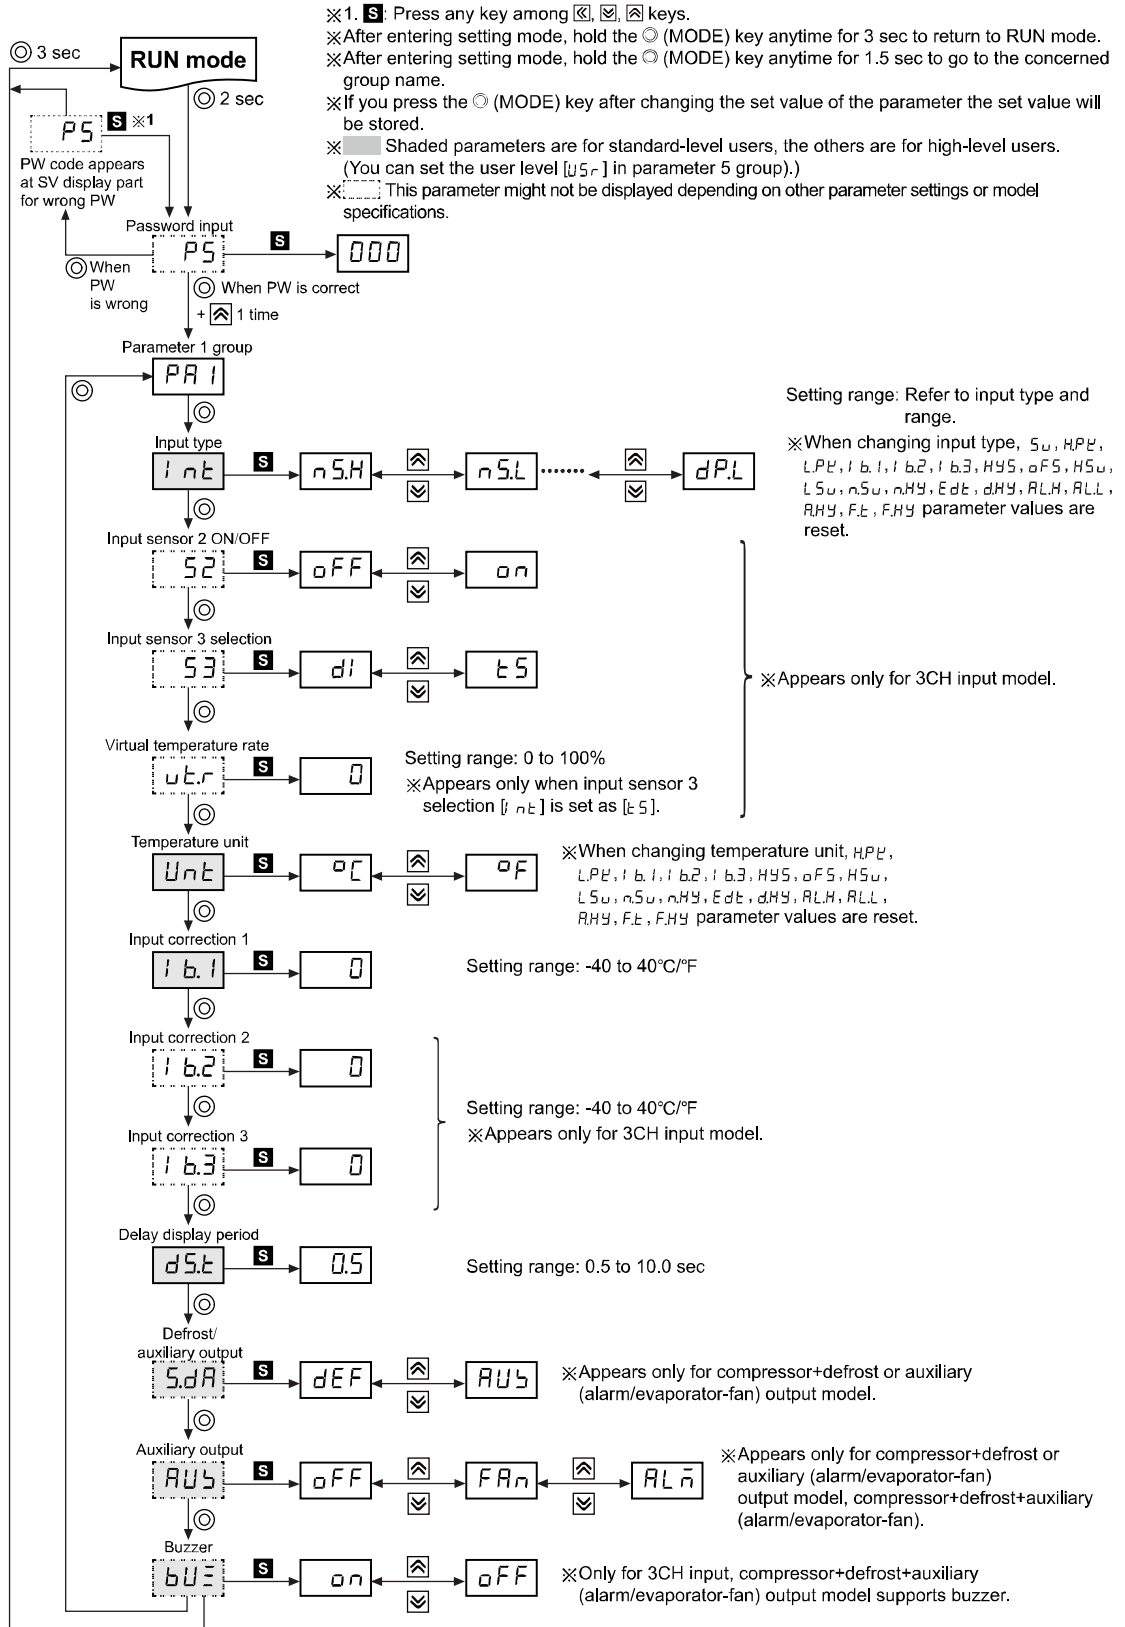 ※1. S: Press any key among «, ︾, ︽ keys.
※After entering setting mode, hold the ◎ (MODE) key anytime for 3 sec to return to RUN mode.
※After entering setting mode, hold the ◎ (MODE) key anytime for 1.5 sec to go to the concerned
group name.
※If you press the ◎ (MODE) key after changing the set value of the parameter the set value will
be stored.
※ Shaded parameters are for standard-level users, the others are for high-level users.
(You can set the user level [USr] in parameter 5 group).)
※ This parameter might not be displayed depending on other parameter settings or model
specifications.
◎ 3 sec
RUN mode
◎ 2 sec
PS
S ※1
PW code appears
at SV display part
for wrong PW
Password input
PS
S
000
◎ When
PW
is wrong
◎ When PW is correct
+ ︽ 1 time
Parameter 1 group
PA1
Input type
Int
S
nS.H
nS.L
dP.L
Setting range: Refer to input type and
range.
※When changing input type, Su, H.PV,
L.PV, Ib.1, Ib.2, Ib.3, HYS, oFS, HSu,
LSu, n.Su, n.HY, Edt, d.HY, AL.H, AL.L,
A.HY, F.t, F.HY parameter values are
reset.
Input sensor 2 ON/OFF
S2
S
oFF
on
Input sensor 3 selection
S3
S
dI
tS
※Appears only for 3CH input model.
Virtual temperature rate
ut.r
S
0
Setting range: 0 to 100%
※Appears only when input sensor 3
selection [Int] is set as [tS].
Temperature unit
Unt
S
°C
°F
※When changing temperature unit, H.PV,
L.PV, Ib.1, Ib.2, Ib.3, HYS, oFS, HSu,
LSu, n.Su, n.HY, Edt, d.HY, AL.H, AL.L,
A.HY, F.t, F.HY parameter values are reset.
Input correction 1
Ib.1
S
0
Setting range: -40 to 40°C/°F
Input correction 2
Ib.2
S
0
Input correction 3
Ib.3
S
0
Setting range: -40 to 40°C/°F
※Appears only for 3CH input model.
Delay display period
dS.t
S
0.5
Setting range: 0.5 to 10.0 sec
Defrost/
auxiliary output
S.dA
S
dEF
AUS
※Appears only for compressor+defrost or auxiliary
(alarm/evaporator-fan) output model.
Auxiliary output
AUS
S
oFF
FAn
ALM
※Appears only for compressor+defrost or
auxiliary (alarm/evaporator-fan)
output model, compressor+defrost+auxiliary
(alarm/evaporator-fan).
Buzzer
bUZ
S
on
oFF
※Only for 3CH input, compressor+defrost+auxiliary
(alarm/evaporator-fan) output model supports buzzer.